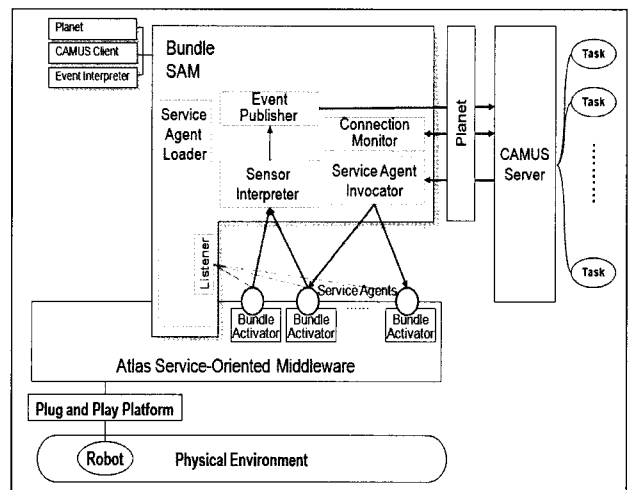 Planet
CAMUS Client
Event Interpreter
Bundle
SAM
Event
Publisher
Service
Agent
Loader
Connection
Monitor
Sensor
Interpreter
Service Agent
Invocator
Planet
CAMUS
Server
Task
Task
Task
Listener
Service Agents
Bundle
Activator
Bundle
Activator
Bundle
Activator
Atlas Service-Oriented Middleware
Plug and Play Platform
Robot
Physical Environment